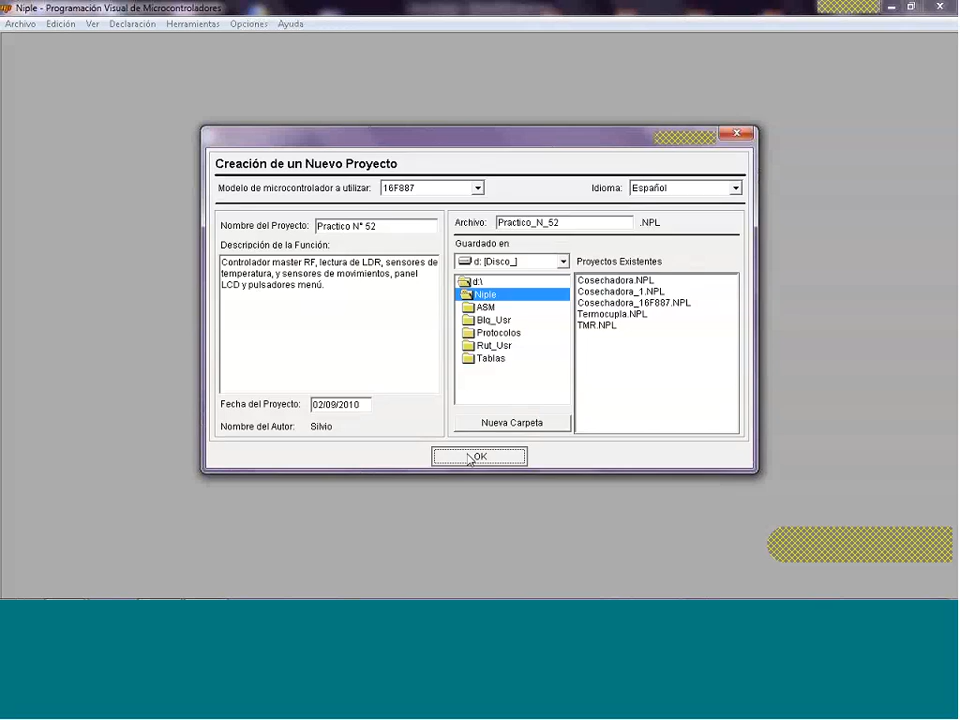 Niple - Programación Visual de Microcontroladores
Archivo Edición Ver Declaración Herramientas Opciones Ayuda
Creación de un Nuevo Proyecto
Modelo de microcontrolador a utilizar: 16F887
Idioma: Español
Nombre del Proyecto: Practico N° 52
Descripción de la Función:
Controlador master RF, lectura de LDR, sensores de
temperatura, y sensores de movimientos, panel
LCD y pulsadores menú.
Fecha del Proyecto: 02/09/2010
Nombre del Autor: Silvio
Archivo: Practico_N_52 .NPL
Guardado en
d: [Disco_]
d:\
Niple
ASM
Blq_Usr
Protocolos
Rut_Usr
Tablas
Nueva Carpeta
Proyectos Existentes
Cosechadora.NPL
Cosechadora_1.NPL
Cosechadora_16F887.NPL
Termocupla.NPL
TMR.NPL
OK